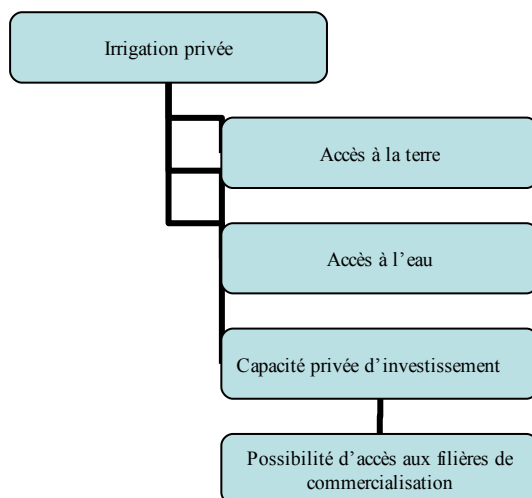 Irrigation privée
Accès à la terre
Accès à l’eau
Capacité privée d’investissement
Possibilité d’accès aux filières de
commercialisation